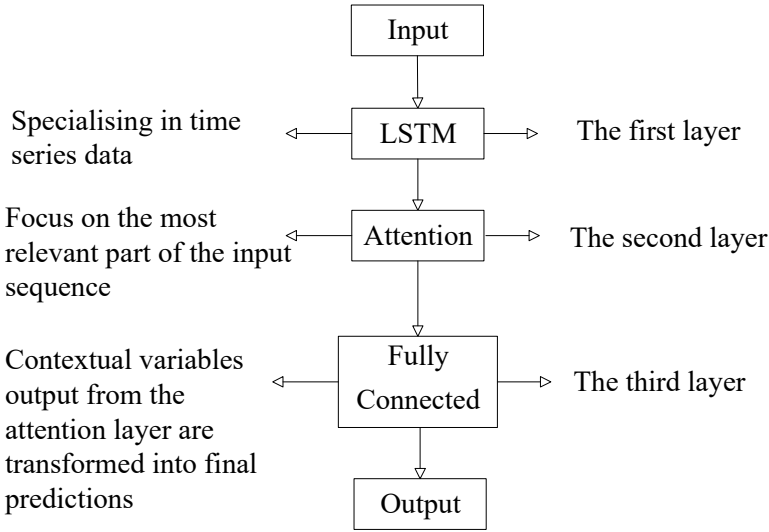 Input
Specialising in time
series data
LSTM
The first layer
Focus on the most
relevant part of the input
sequence
Attention
The second layer
Contextual variables
output from the
attention layer are
transformed into final
predictions
Fully
Connected
The third layer
Output